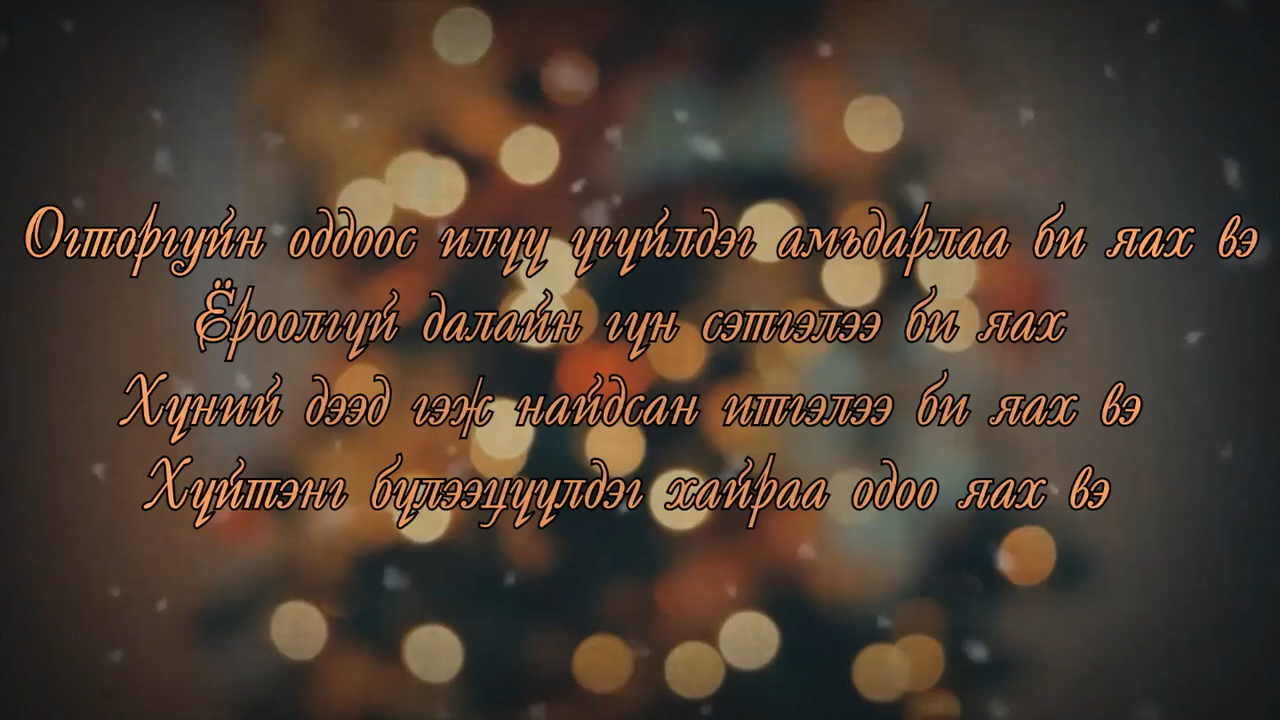 Огторгуйн оддоос илүү үгүйлдэг амьдарлаа би яах вэ
Ёроолгүй далайн гүн сэтгэлээ би яах
Хүний дээд гэж найдсан итгэлээ би яах вэ
Хүйтэнг бүлээцүүлдэг хайраа одоо яах вэ